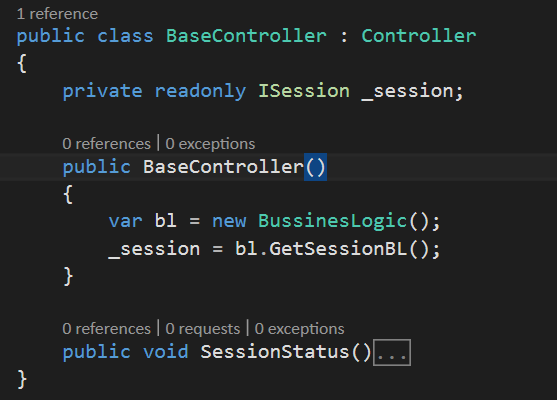 1 reference
public class BaseController : Controller
{
private readonly ISession _session;
0 references | 0 exceptions
public BaseController()
{
var bl = new BussinesLogic();
_session = bl.GetSessionBL();
}
0 references | 0 requests | 0 exceptions
public void SessionStatus()...
}